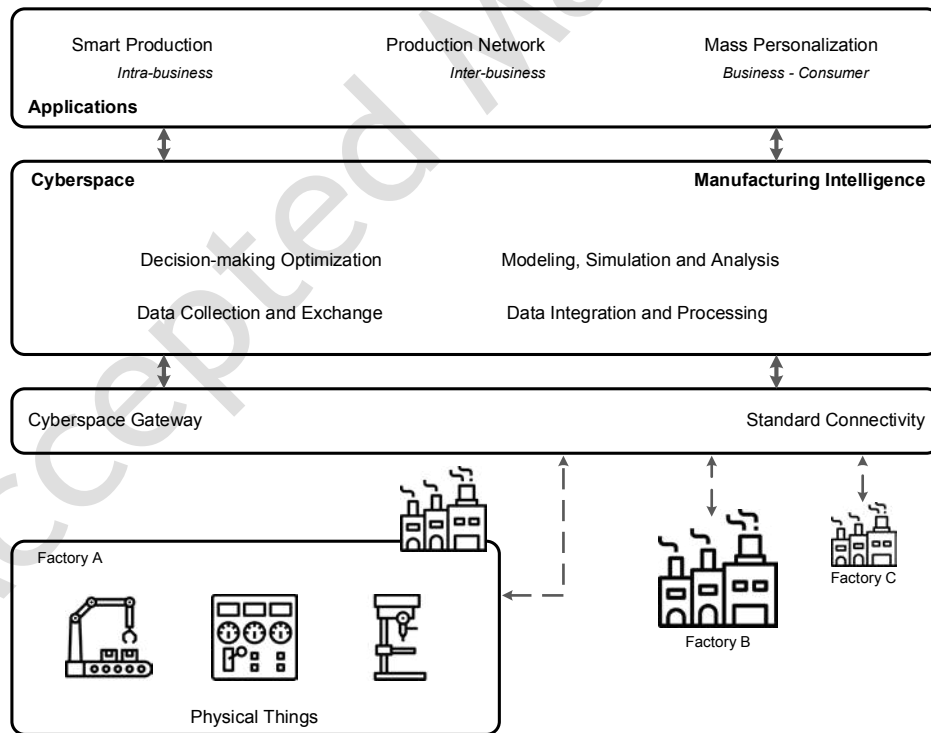 Smart Production
Production Network
Mass Personalization
Intra-business
Inter-business
Business - Consumer
Applications
Cyberspace
Manufacturing Intelligence
Decision-making Optimization
Modeling, Simulation and Analysis
Data Collection and Exchange
Data Integration and Processing
Cyberspace Gateway
Standard Connectivity
Factory A
Factory C
Factory B
Physical Things
Accepted Ma